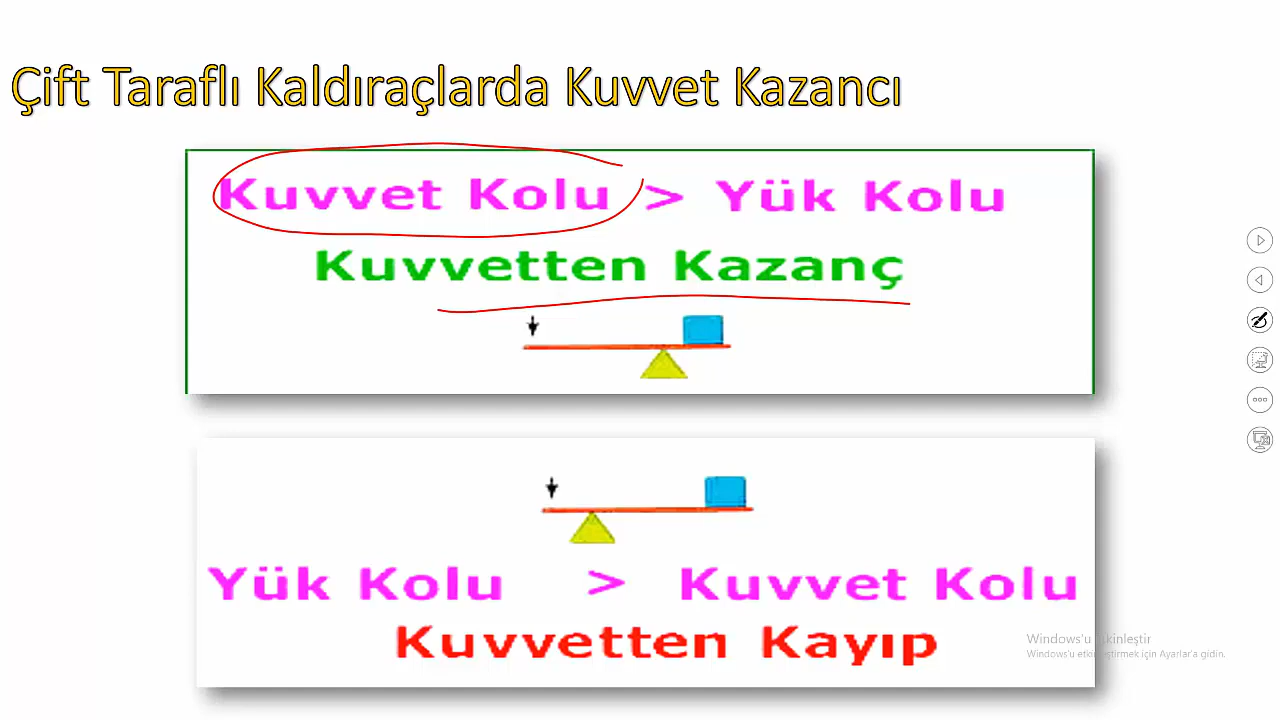 Çift Taraflı Kaldıraçlarda Kuvvet Kazancı
Kuvvet Kolu > Yük Kolu
Kuvvetten Kazanç
Yük Kolu > Kuvvet Kolu
Kuvvetten Kayıp
Windows'u etkinleştir
Windows'u etkinleştirmek için Ayarlar'a gidin.